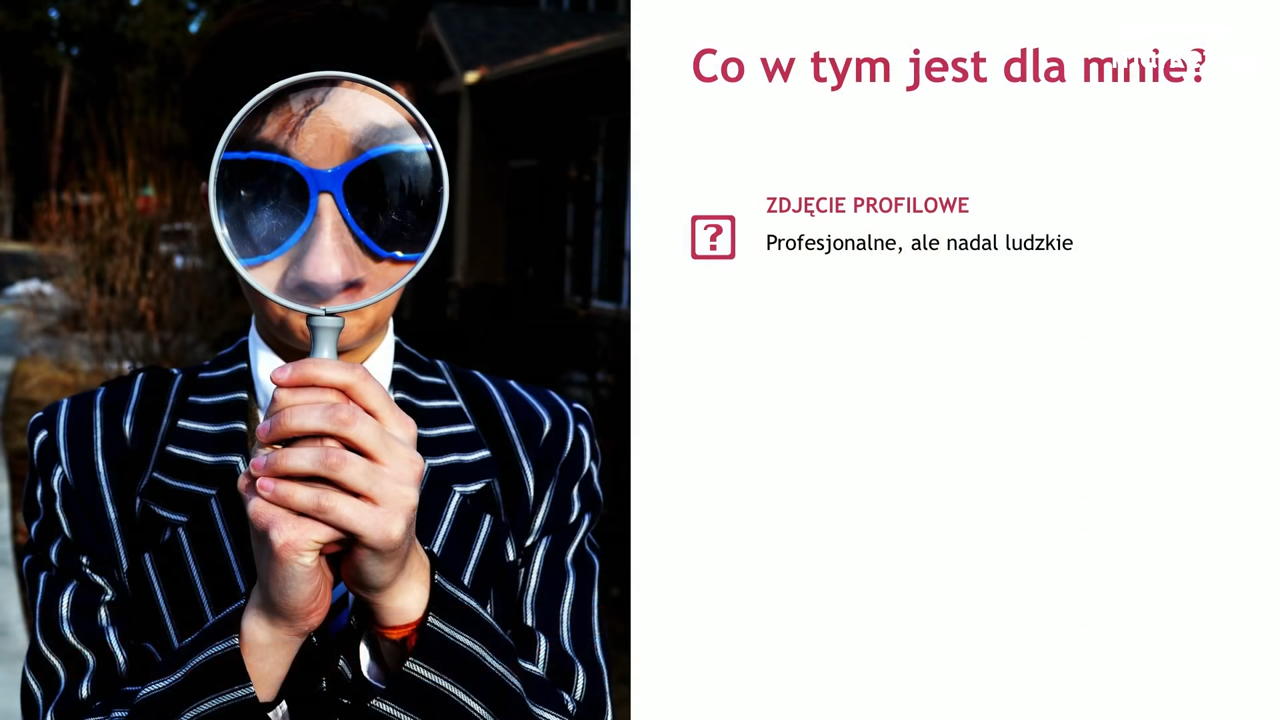 Co w tym jest dla mnie?
ZDJĘCIE PROFILOWE
?
Profesjonalne, ale nadal ludzkie